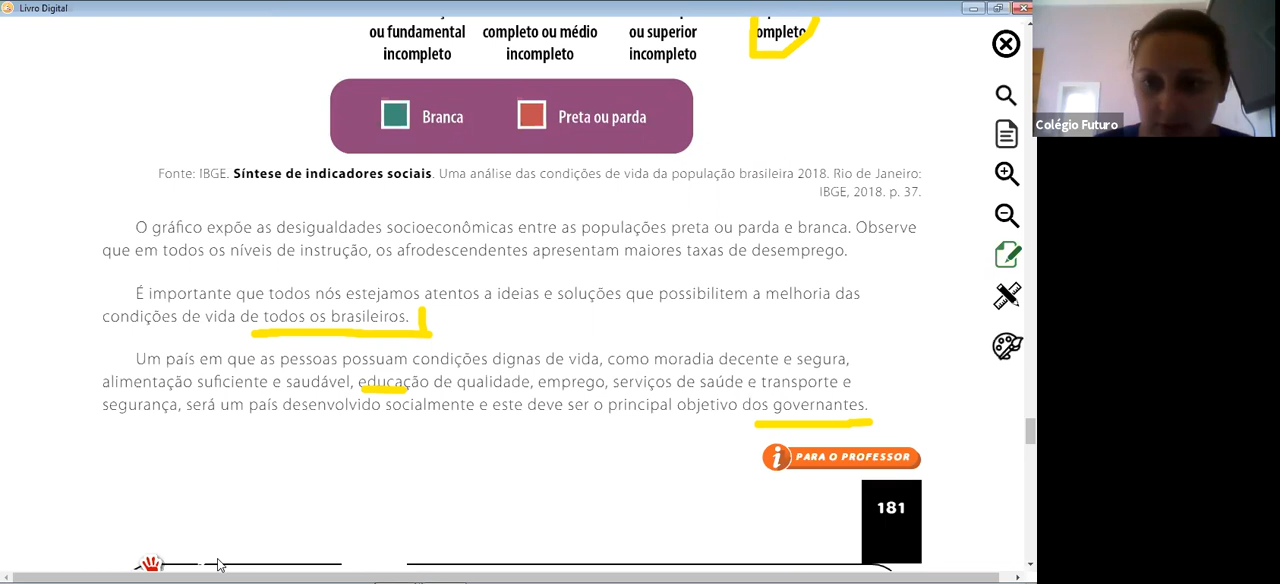 Livro Digital
ou fundamental completo ou médio ou superior ompleto
incompleto incompleto incompleto
Branca Preta ou parda
Colégio Futuro
Fonte: IBGE. Síntese de indicadores sociais. Uma análise das condições de vida da população brasileira 2018. Rio de Janeiro:
IBGE, 2018. p. 37.
O gráfico expõe as desigualdades socioeconômicas entre as populações preta ou parda e branca. Observe
que em todos os níveis de instrução, os afrodescendentes apresentam maiores taxas de desemprego.
É importante que todos nós estejamos atentos a ideias e soluções que possibilitem a melhoria das
condições de vida de todos os brasileiros.
Um país em que as pessoas possuam condições dignas de vida, como moradia decente e segura,
alimentação suficiente e saudável, educação de qualidade, emprego, serviços de saúde e transporte e
segurança, será um país desenvolvido socialmente e este deve ser o principal objetivo dos governantes.
i PARA O PROFESSOR
181